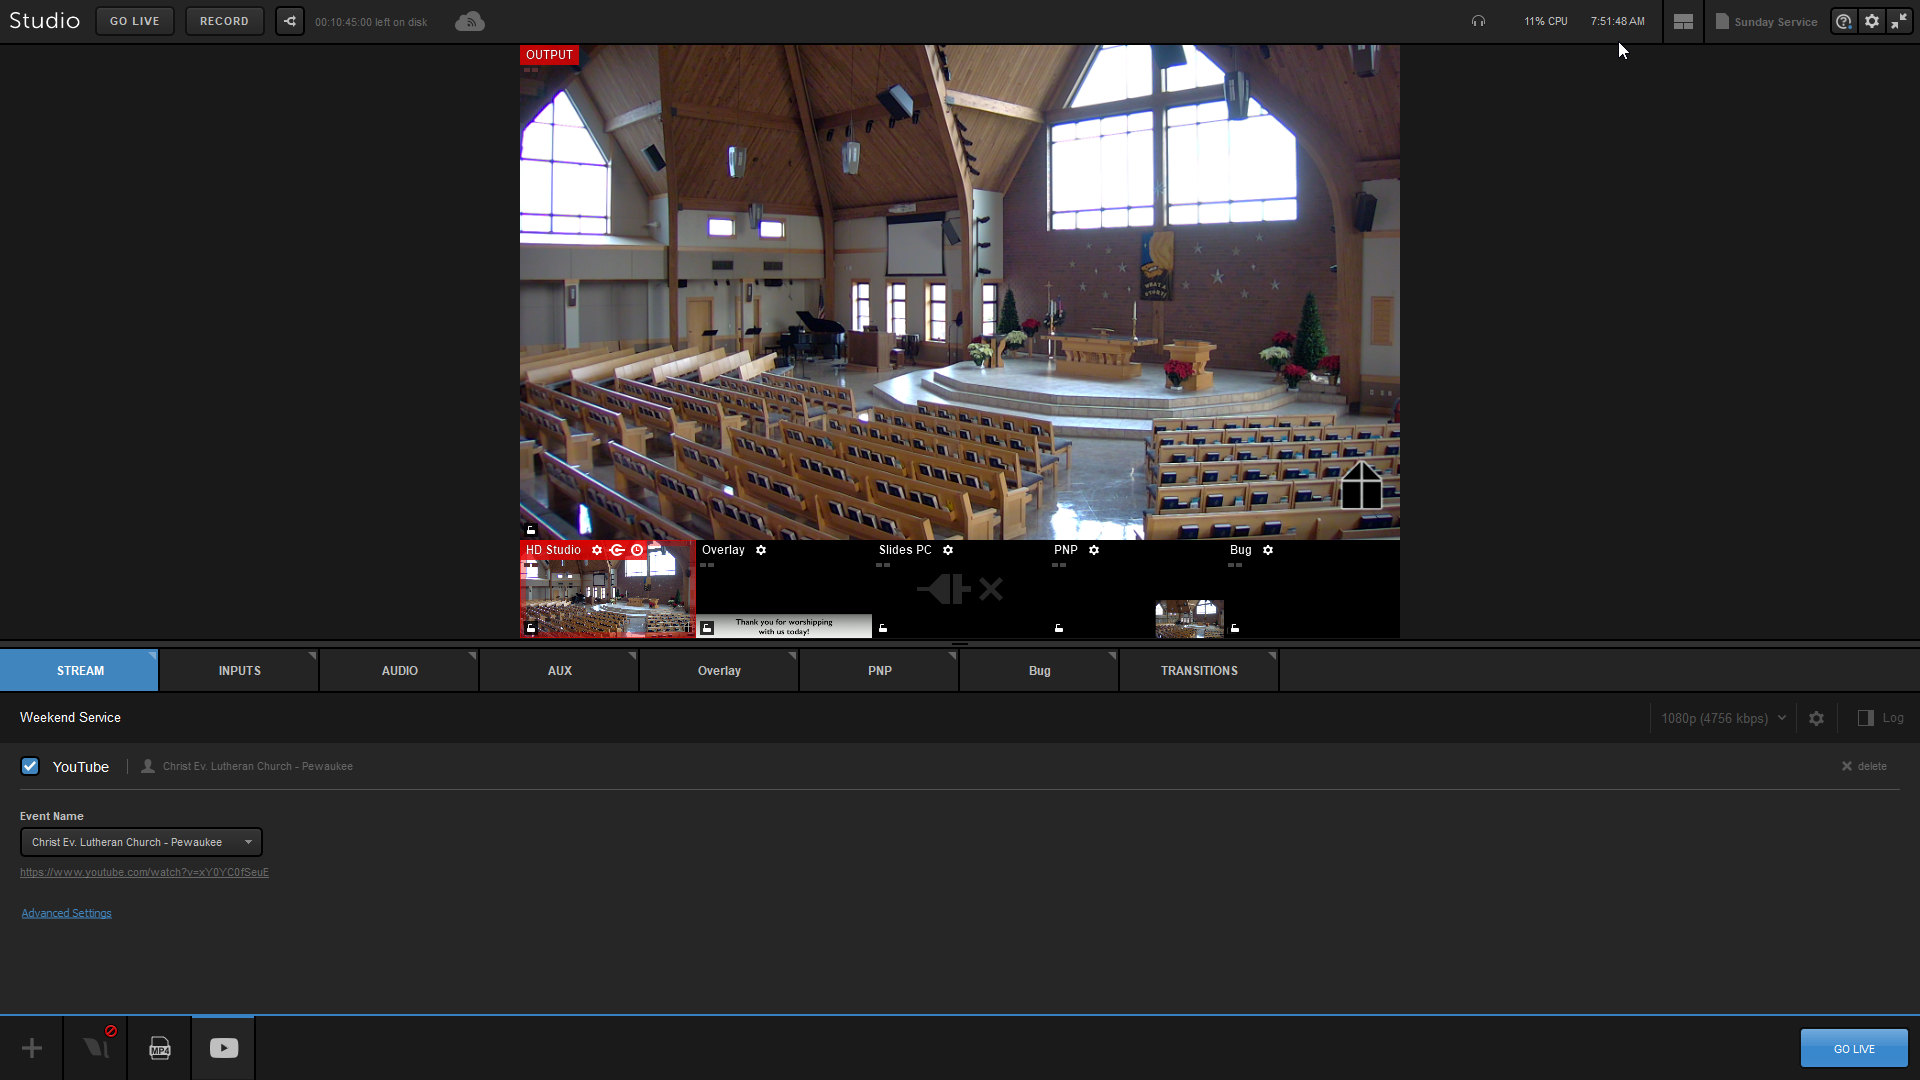 Studio
GO LIVE
RECORD
00:10:45:00 left on disk
11% CPU
7:51:48 AM
Sunday Service
OUTPUT
WHAT A
STORY!
HD Studio
Overlay
Slides PC
PNP
Bug
Thank you for worshipping
with us today!
STREAM
INPUTS
AUDIO
AUX
Overlay
PNP
Bug
TRANSITIONS
Weekend Service
1080p (4756 kbps)
Log
YouTube
Christ Ev. Lutheran Church - Pewaukee
delete
Event Name
Christ Ev. Lutheran Church - Pewaukee
https://www.youtube.com/watch?v=xY0YC0fSeuE
Advanced Settings
MP4
GO LIVE